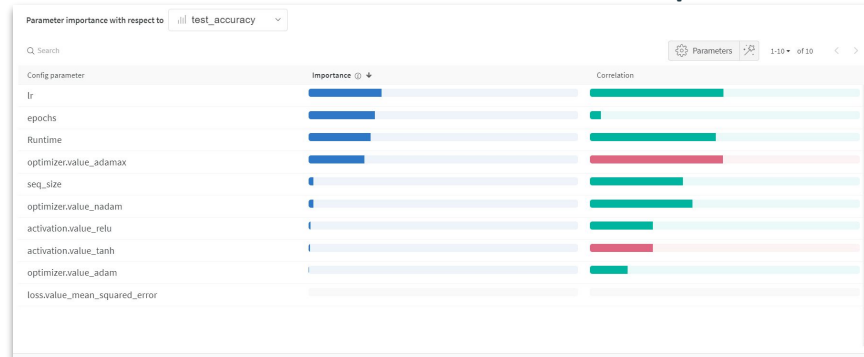 Parameter importance with respect to test_accuracy
Search Parameters 1-10 of 10
Config parameter Importance Correlation
lr
epochs
Runtime
optimizer.value_adamax
seq_size
optimizer.value_nadam
activation.value_relu
activation.value_tanh
optimizer.value_adam
loss.value_mean_squared_error